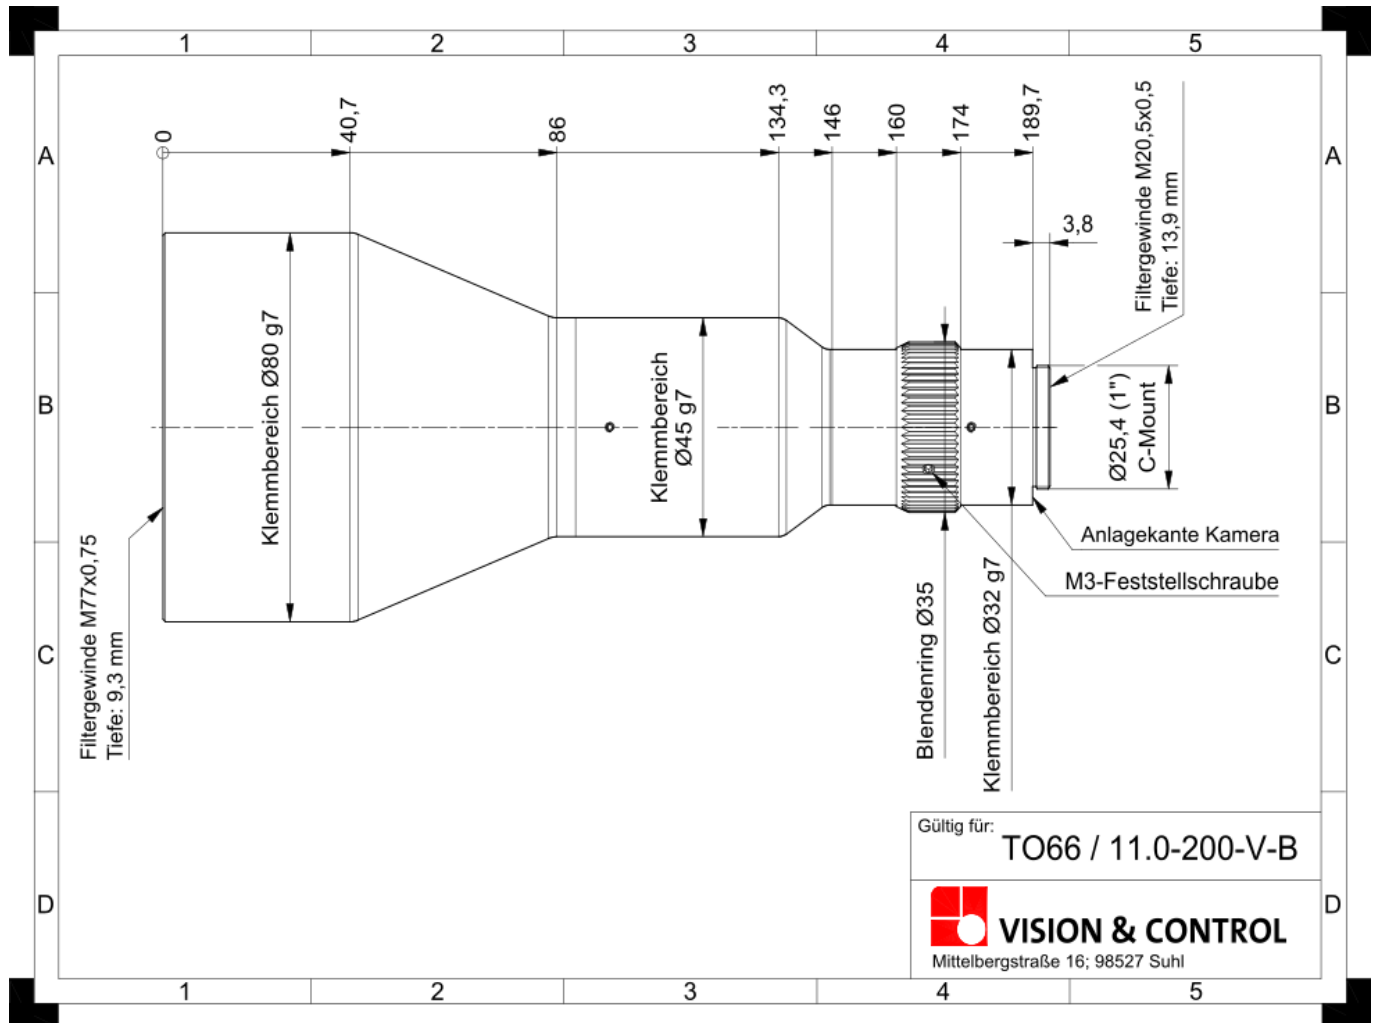 1 2 3 4 5
A
B
C
D
A
B
C
D
0
40,7
86
134,3
146
160
174
189,7
3,8
Filtergewinde M20,5x0,5
Tiefe: 13,9 mm
Klemmbereich Ø80 g7
Klemmbereich
Ø45 g7
Ø25,4 (1")
C-Mount
Anlagekante Kamera
M3-Feststellschraube
Filtergewinde M77x0,75
Tiefe: 9,3 mm
Blendenring Ø35
Klemmbereich Ø32 g7
Gültig für:
TO66 / 11.0-200-V-B
VISION & CONTROL
Mittelbergstraße 16; 98527 Suhl
1 2 3 4 5